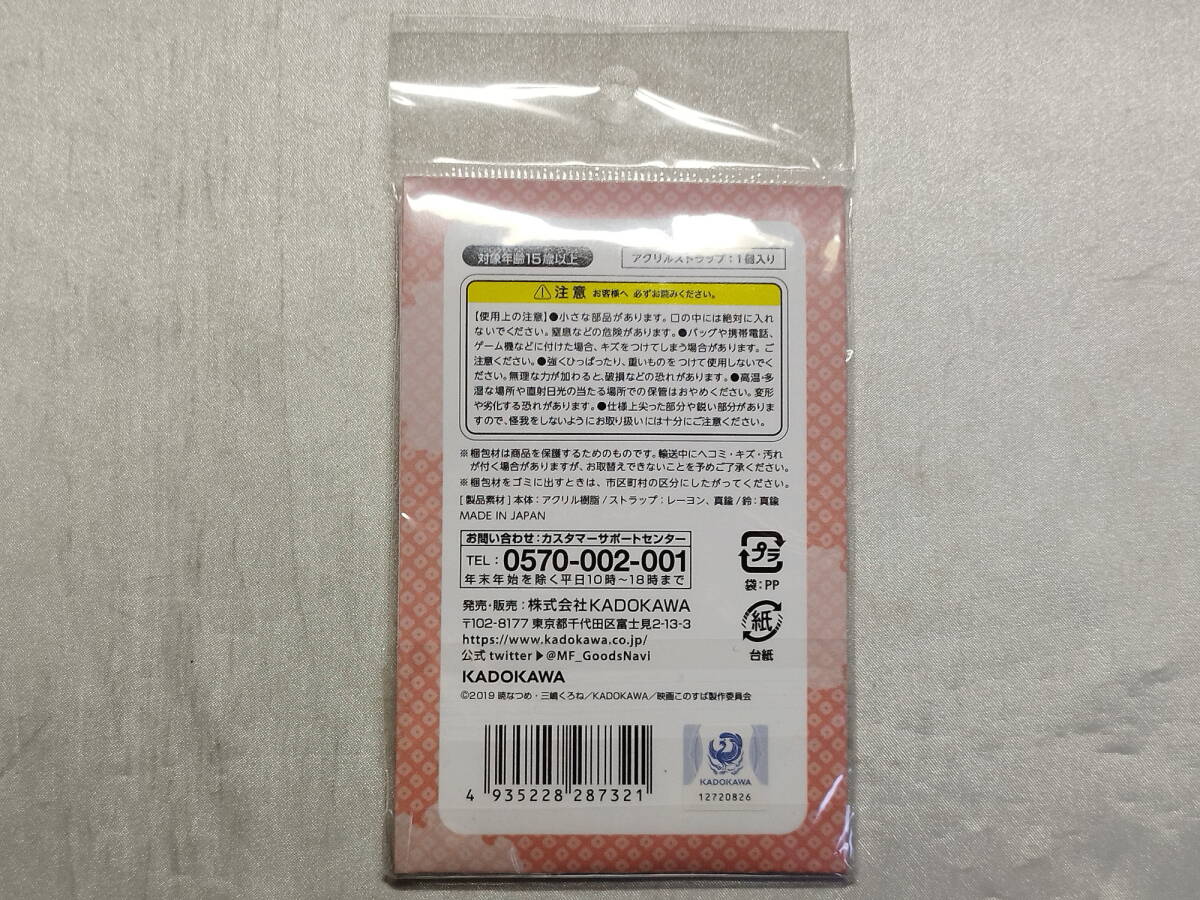 対象年齢15歳以上
アクリルストラップ：1個入り
注意 お客様へ 必ずお読みください。
【使用上の注意】●小さな部品があります。口の中には絶対に入れ
ないでください。窒息などの危険があります。●バッグや携帯電話、
ゲーム機などに付けた場合、キズをつけてしまう場合があります。ご
注意ください。●強くひっぱったり、重いものをつけて使用しないでく
ださい。無理な力が加わると、破損などの恐れがあります。●高温・多
湿な場所や直射日光の当たる場所での保管はおやめください。変形
や劣化する恐れがあります。●仕様上尖った部分や鋭い部分がありま
すので、怪我をしないようにお取り扱いには十分にご注意ください。
※梱包材は商品を保護するためのものです。輸送中にヘコミ・キズ・汚れ
が付く場合がありますが、お取替えできないことを予めご了承ください。
※梱包材をゴミに出すときは、市区町村の区分にしたがってください。
[製品素材] 本体：アクリル樹脂/ストラップ：レーヨン、真鍮/鈴：真鍮
MADE IN JAPAN
お問い合わせ：カスタマーサポートセンター
TEL：0570-002-001
年末年始を除く平日10時〜18時まで
プラ
袋：PP
発売・販売：株式会社KADOKAWA
〒102-8177 東京都千代田区富士見2-13-3
https://www.kadokawa.co.jp/
公式 twitter▶@MF_GoodsNavi
紙
台紙
KADOKAWA
©2019 暁なつめ・三嶋くろね/KADOKAWA/映画このすば製作委員会
4 935228 287321
KADOKAWA
12720826